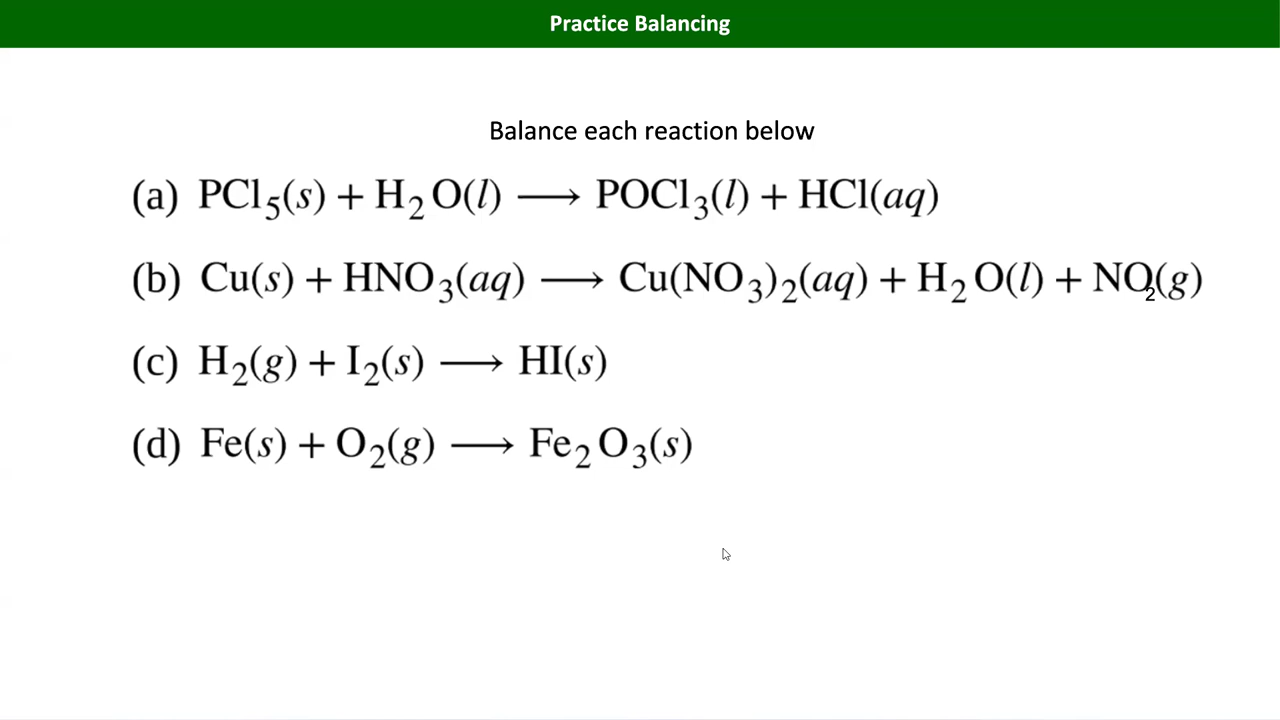 Practice Balancing
Balance each reaction below
(a) PCl₅(s) + H₂O(l) ⟶ POCl₃(l) + HCl(aq)
(b) Cu(s) + HNO₃(aq) ⟶ Cu(NO₃)₂(aq) + H₂O(l) + NO₂(g)
(c) H₂(g) + I₂(s) ⟶ HI(s)
(d) Fe(s) + O₂(g) ⟶ Fe₂O₃(s)